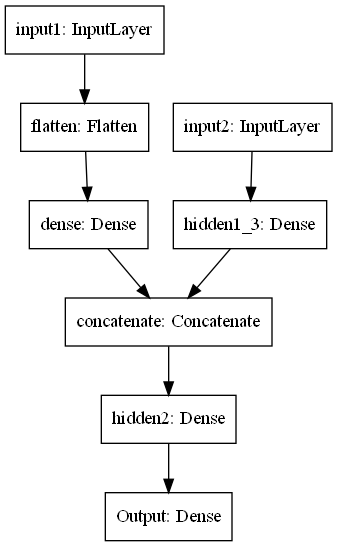 input1: InputLayer
flatten: Flatten
input2: InputLayer
dense: Dense
hidden1_3: Dense
concatenate: Concatenate
hidden2: Dense
Output: Dense